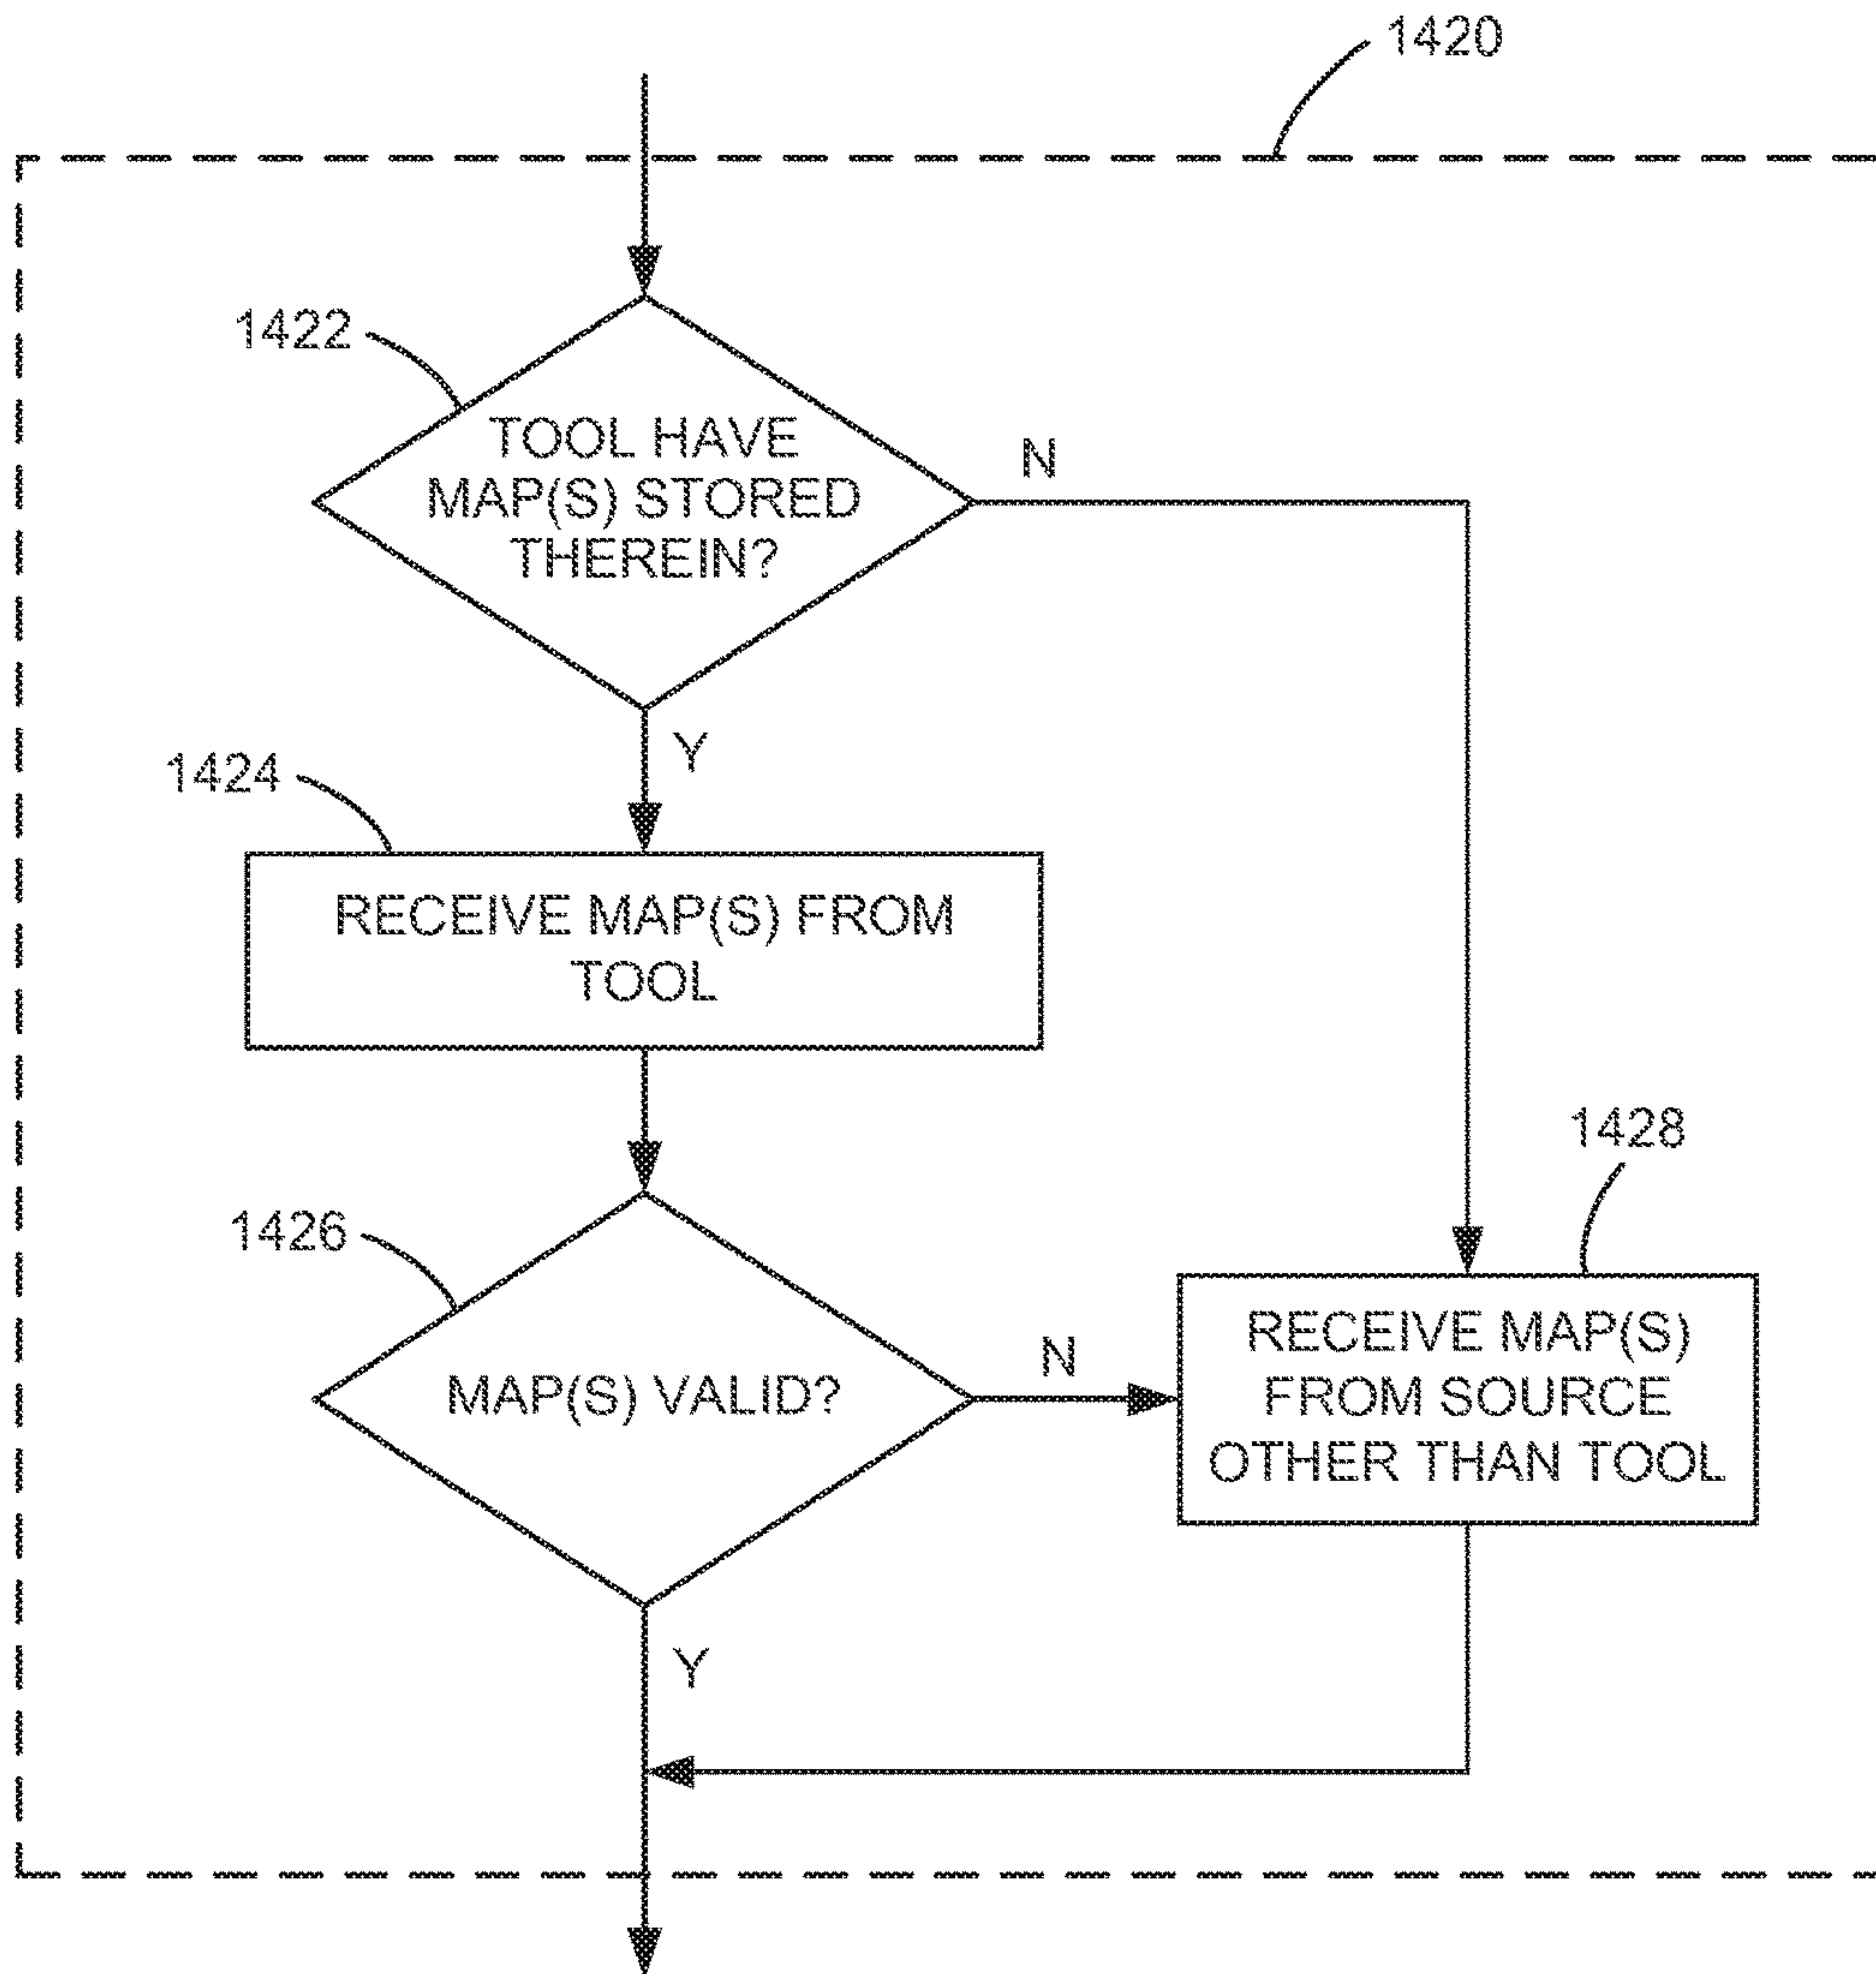 1420
1422
TOOL HAVE
MAP(S) STORED
THEREIN?
N
Y
1424
RECEIVE MAP(S) FROM
TOOL
1428
1426
MAP(S) VALID?
N
RECEIVE MAP(S)
FROM SOURCE
OTHER THAN TOOL
Y